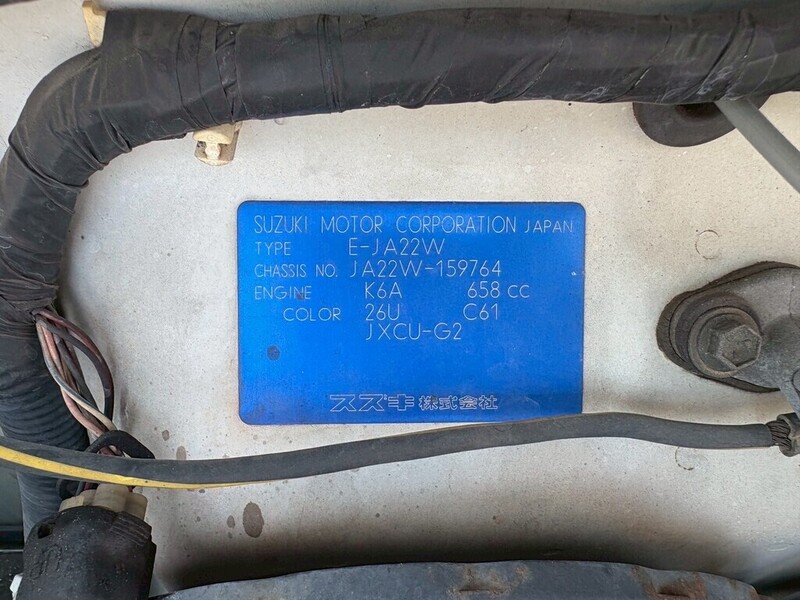 SUZUKI MOTOR CORPORATION JAPAN
TYPE E-JA22W
CHASSIS NO. JA22W-159764
ENGINE K6A 658 cc
COLOR 26U C61
JXCU-G2
スズキ株式会社